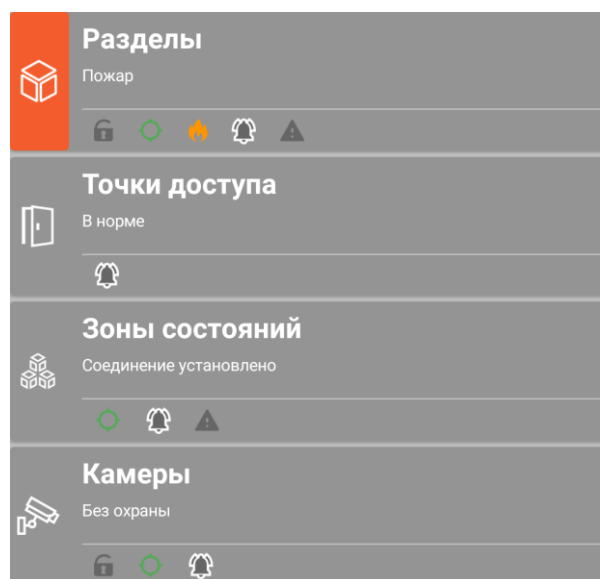 Разделы
Пожар
Точки доступа
В норме
Зоны состояний
Соединение установлено
Камеры
Без охраны